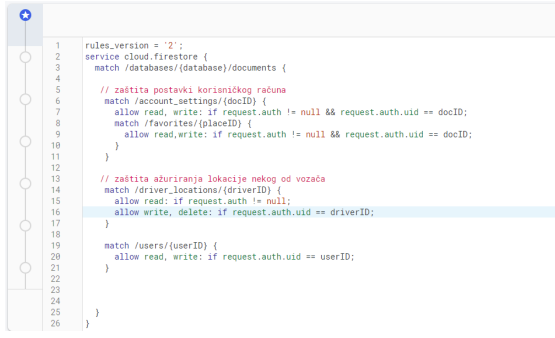 1 rules_version = '2';
2 service cloud.firestore {
3 match /databases/{database}/documents {
4
5 // zaštita postavki korisničkog računa
6 match /account_settings/{docID} {
7 allow read, write: if request.auth != null && request.auth.uid == docID;
8 match /favorites/{placeID} {
9 allow read,write: if request.auth != null && request.auth.uid == docID;
10 }
11 }
12
13 // zaštita ažuriranja lokacije nekog od vozača
14 match /driver_locations/{driverID} {
15 allow read: if request.auth != null;
16 allow write, delete: if request.auth.uid == driverID;
17 }
18
19 match /users/{userID} {
20 allow read, write: if request.auth.uid == userID;
21 }
22
23
24
25 }
26 }